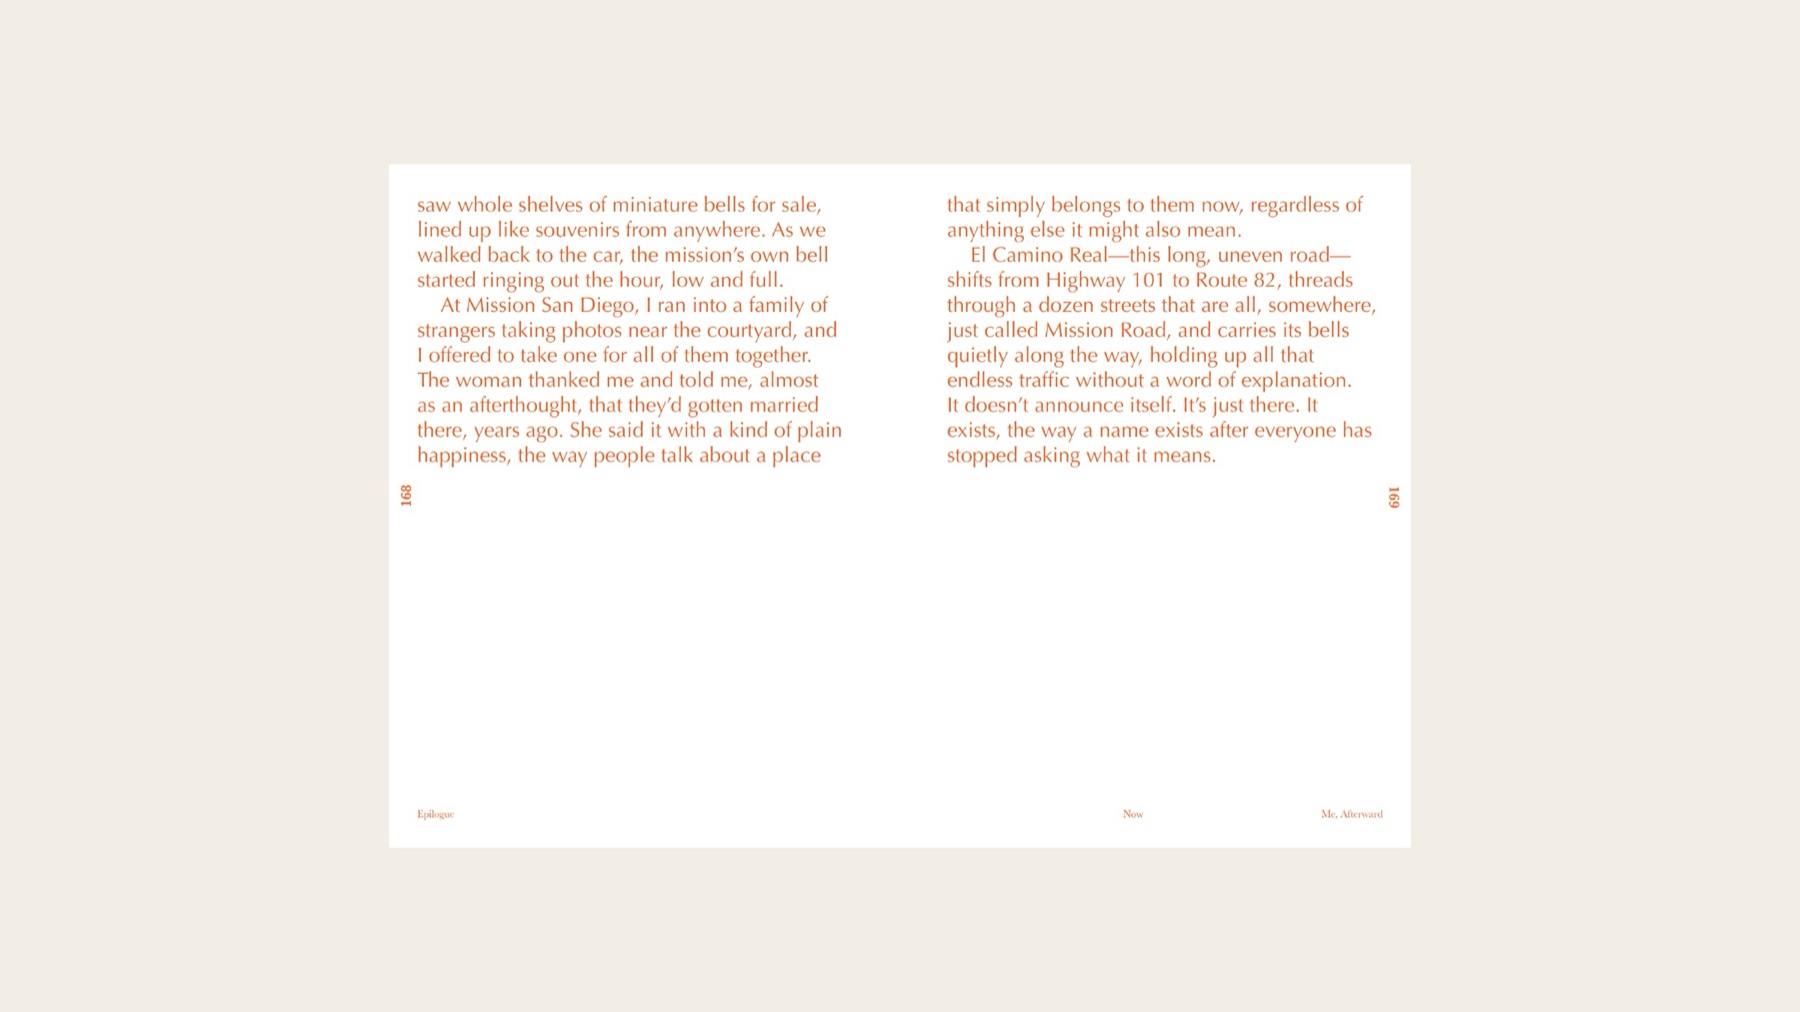 saw whole shelves of miniature bells for sale,
lined up like souvenirs from anywhere. As we
walked back to the car, the mission’s own bell
started ringing out the hour, low and full.
At Mission San Diego, I ran into a family of
strangers taking photos near the courtyard, and
I offered to take one for all of them together.
The woman thanked me and told me, almost
as an afterthought, that they’d gotten married
there, years ago. She said it with a kind of plain
happiness, the way people talk about a place
168
Epilogue
that simply belongs to them now, regardless of
anything else it might also mean.
El Camino Real—this long, uneven road—
shifts from Highway 101 to Route 82, threads
through a dozen streets that are all, somewhere,
just called Mission Road, and carries its bells
quietly along the way, holding up all that
endless traffic without a word of explanation.
It doesn’t announce itself. It’s just there. It
exists, the way a name exists after everyone has
stopped asking what it means.
169
Now
Me, Afterward